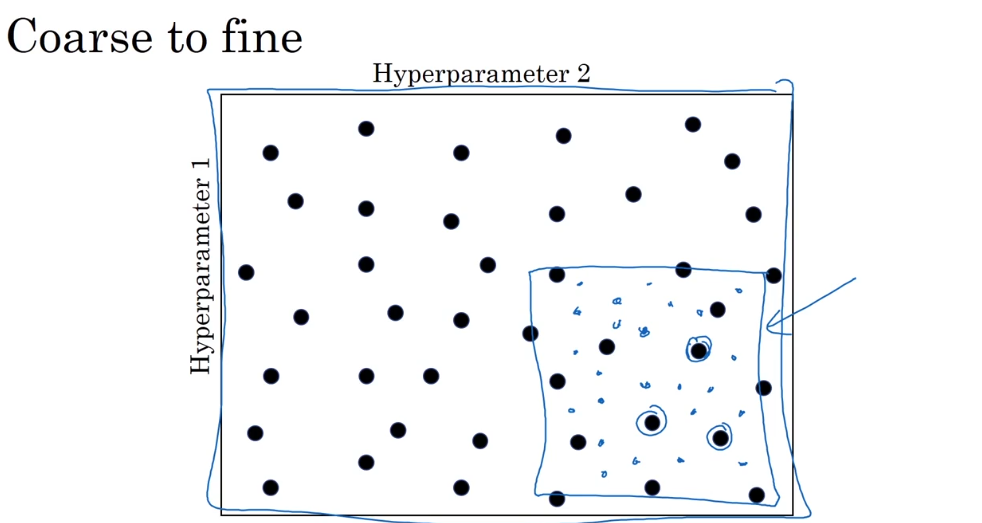 Coarse to fine
Hyperparameter 2
Hyperparameter 1